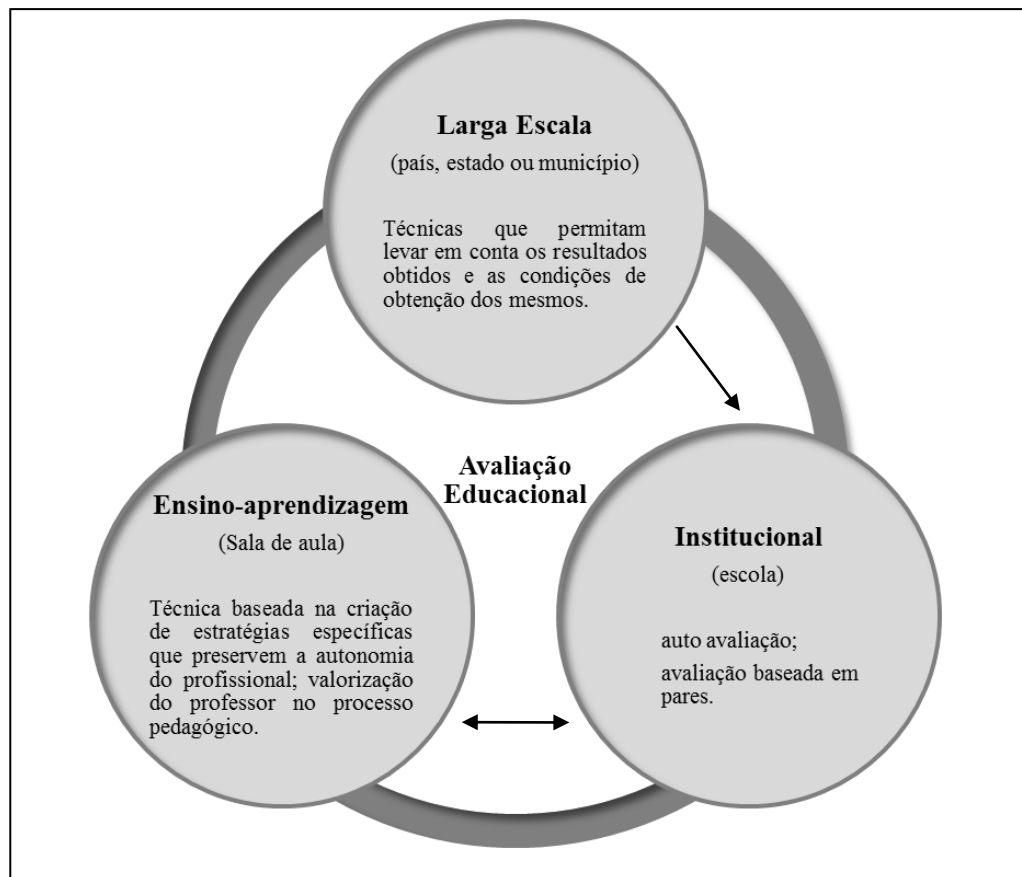 Larga Escala
(país, estado ou município)
Técnicas que permitam
levar em conta os resultados
obtidos e as condições de
obtenção dos mesmos.
Avaliação
Educacional
Ensino-aprendizagem
(Sala de aula)
Técnica baseada na criação
de estratégias específicas
que preservem a autonomia
do profissional; valorização
do professor no processo
pedagógico.
Institucional
(escola)
auto avaliação;
avaliação baseada em
pares.